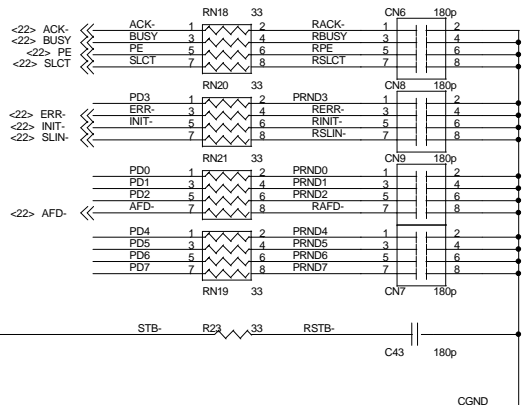 RN18 33 CN6 180p
<22> ACK- ACK- 1 2 RACK- 1 2
<22> BUSY BUSY 3 4 RBUSY 3 4
<22> PE PE 5 6 RPE 5 6
<22> SLCT SLCT 7 8 RSLCT 7 8
RN20 33 CN8 180p
PD3 1 2 PRND3 1 2
<22> ERR- ERR- 3 4 RERR- 3 4
<22> INIT- INIT- 5 6 RINIT- 5 6
<22> SLIN- 7 8 RSLIN- 7 8
RN21 33 CN9 180p
PD0 1 2 PRND0 1 2
PD1 3 4 PRND1 3 4
PD2 5 6 PRND2 5 6
<22> AFD- AFD- 7 8 RAFD- 7 8
PD4 1 2 PRND4 1 2
PD5 3 4 PRND5 3 4
PD6 5 6 PRND6 5 6
PD7 7 8 PRND7 7 8
RN19 33 CN7 180p
STB- R23 33 RSTB-
C43 180p
CGND